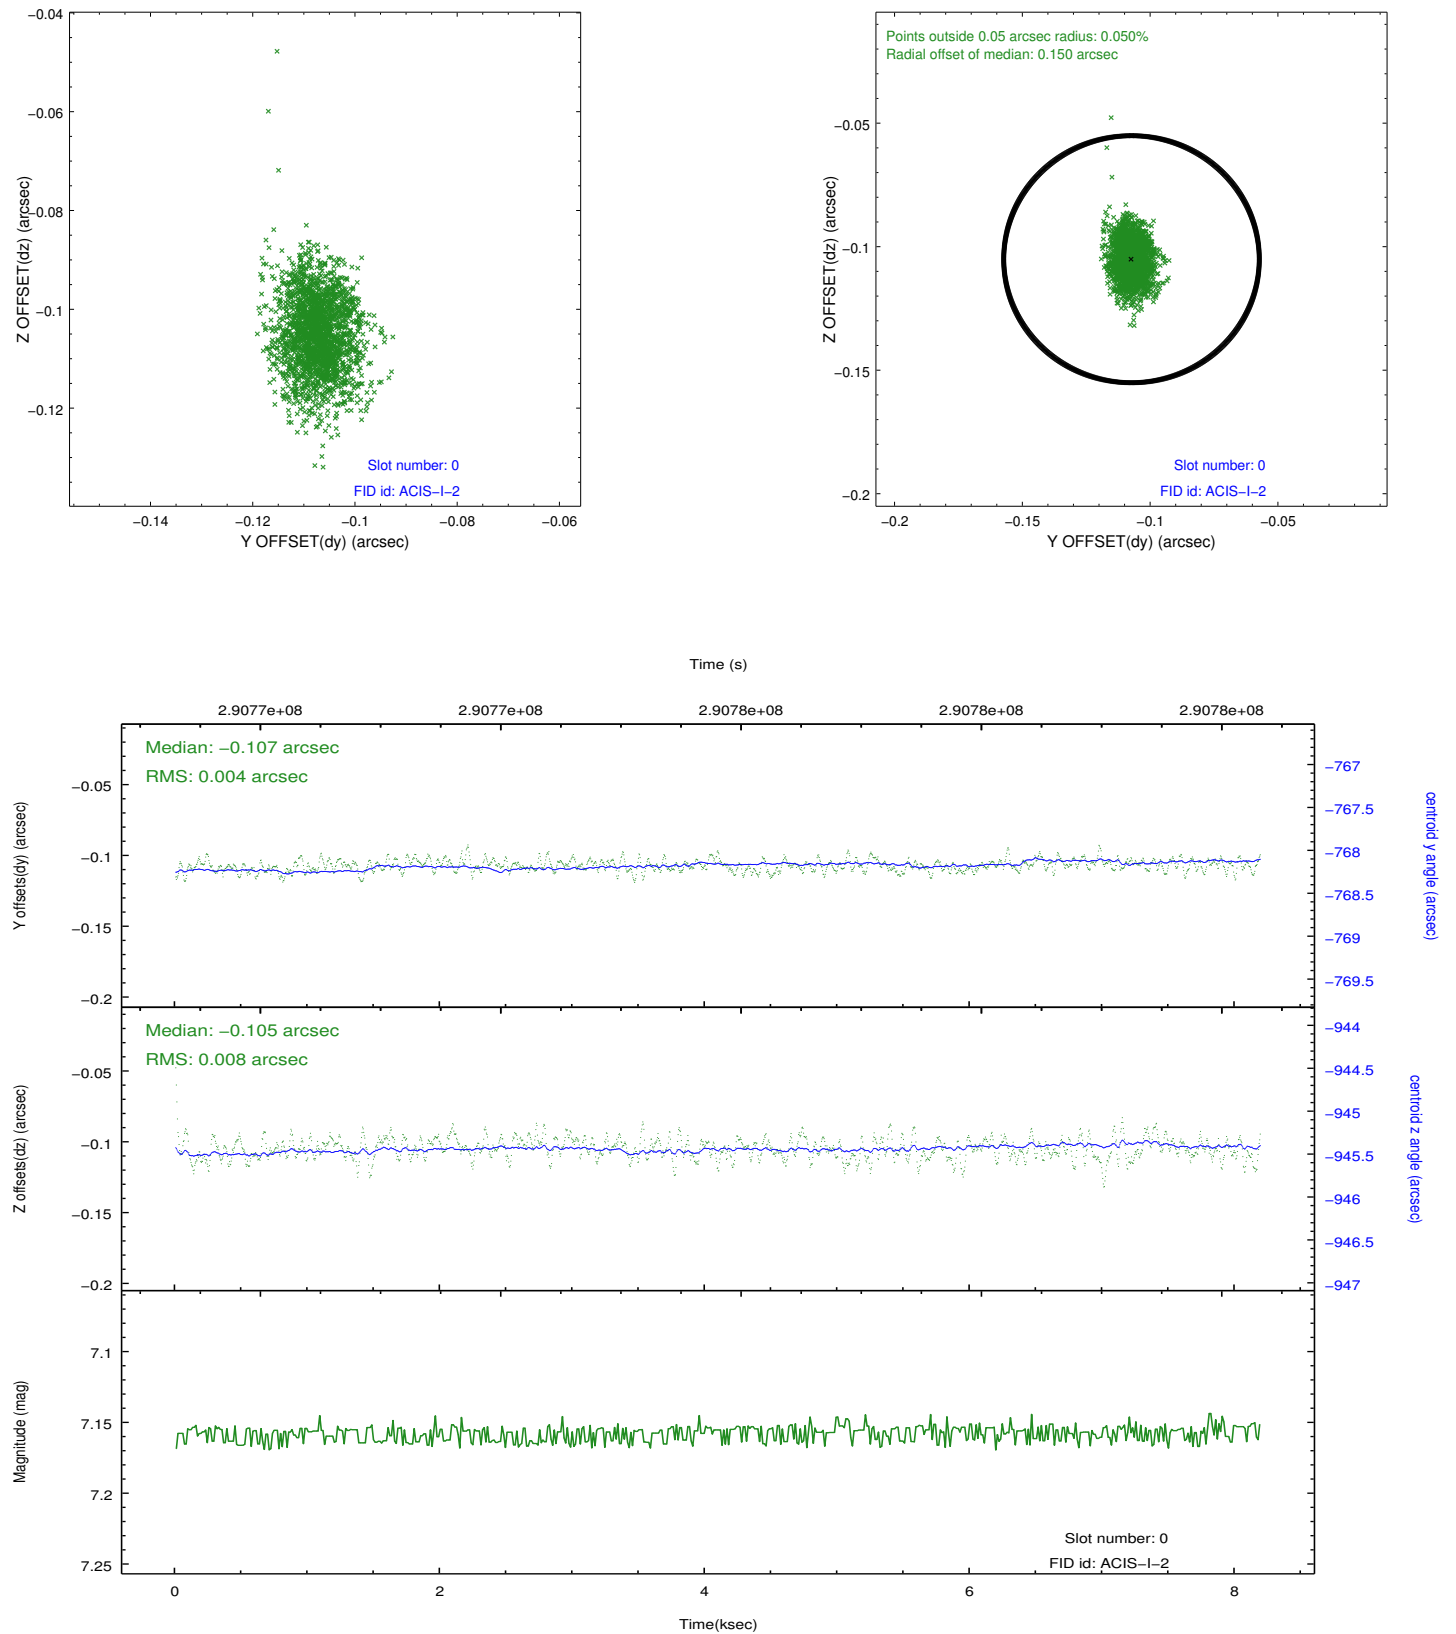 −0.04
−0.06
−0.08
−0.1
−0.12
Z OFFSET(dz) (arcsec)
Slot number: 0
FID id: ACIS−I−2
−0.14
−0.12
−0.1
−0.08
−0.06
Y OFFSET(dy) (arcsec)
Points outside 0.05 arcsec radius: 0.050%
Radial offset of median: 0.150 arcsec
−0.05
−0.1
−0.15
−0.2
Z OFFSET(dz) (arcsec)
Slot number: 0
FID id: ACIS−I−2
−0.2
−0.15
−0.1
−0.05
Y OFFSET(dy) (arcsec)
Time (s)
2.9077e+08
2.9077e+08
2.9078e+08
2.9078e+08
2.9078e+08
Median: −0.107 arcsec
RMS: 0.004 arcsec
−0.05
−0.1
−0.15
−0.2
Y offsets(dy) (arcsec)
−767
−767.5
−768
−768.5
−769
−769.5
centroid y angle (arcsec)
Median: −0.105 arcsec
RMS: 0.008 arcsec
−0.05
−0.1
−0.15
−0.2
Z offsets(dz) (arcsec)
−944
−944.5
−945
−945.5
−946
−946.5
−947
centroid z angle (arcsec)
7.1
7.15
7.2
7.25
Magnitude (mag)
Slot number: 0
FID id: ACIS−I−2
0
2
4
6
8
Time(ksec)